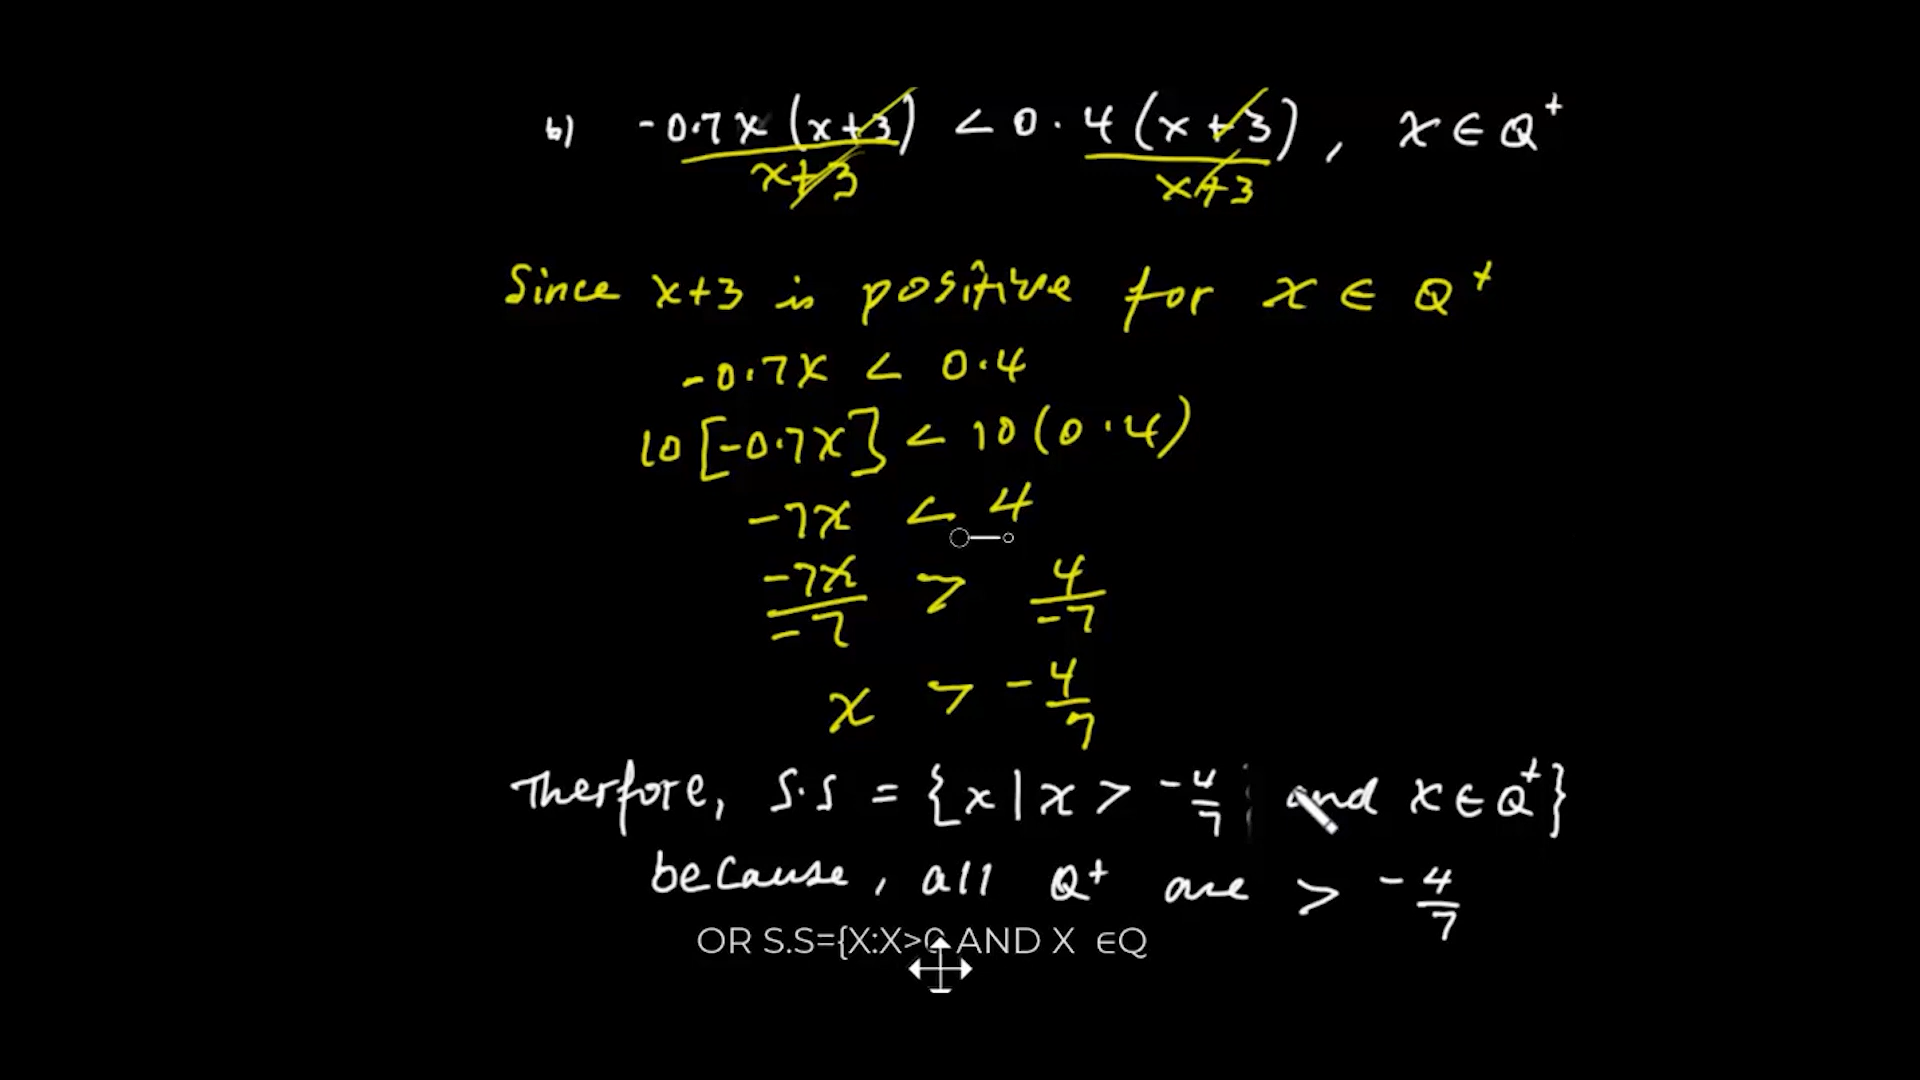 b) -0.7x (x+3) < 0.4 (x+3), x ∈ Q⁺
x+3 x+3
Since x+3 is positive for x ∈ Q⁺
-0.7x < 0.4
10 [-0.7x] < 10 (0.4)
-7x < 4
-7x/-7 > 4/-7
x > -4/7
Therfore, S.S = {x | x > -4/7 and x ∈ Q⁺}
because, all Q⁺ are > -4/7
OR S.S={X:X>0 AND X ∈Q